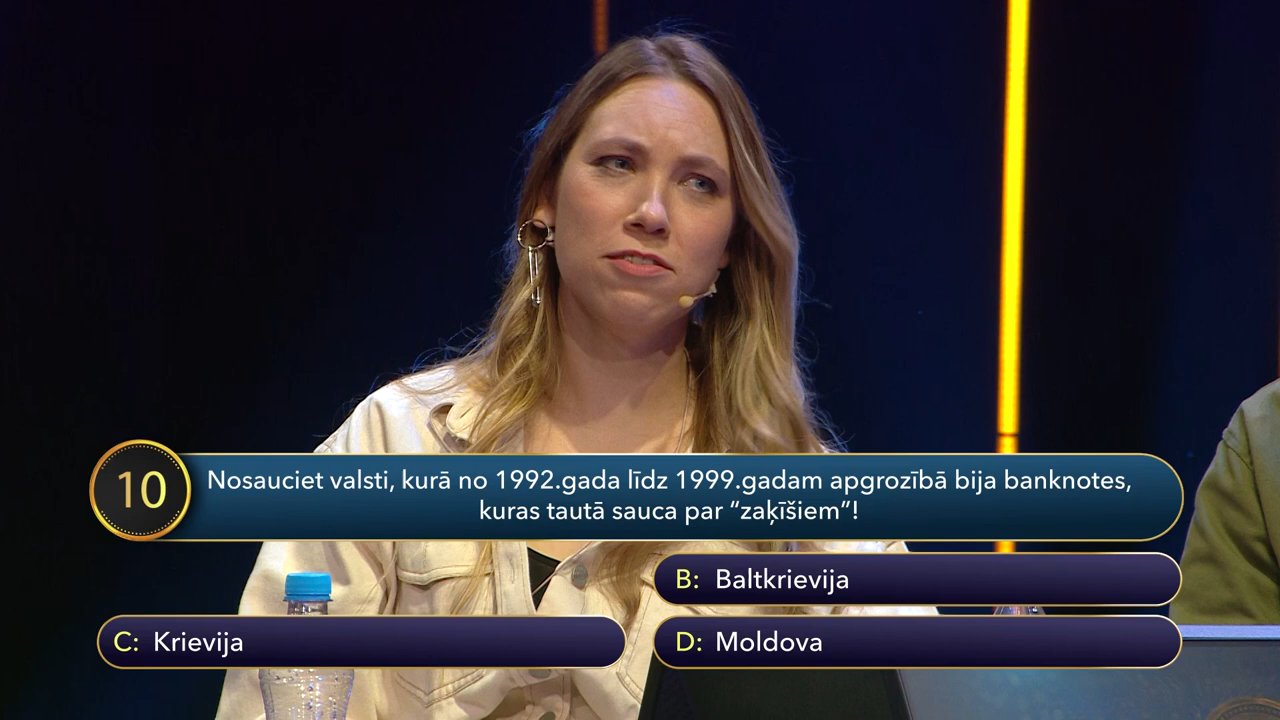 10
Nosauciet valsti, kurā no 1992.gada līdz 1999.gadam apgrozībā bija banknotes,
kuras tautā sauca par “zaķīšiem“!
B: Baltkrievija
C: Krievija
D: Moldova